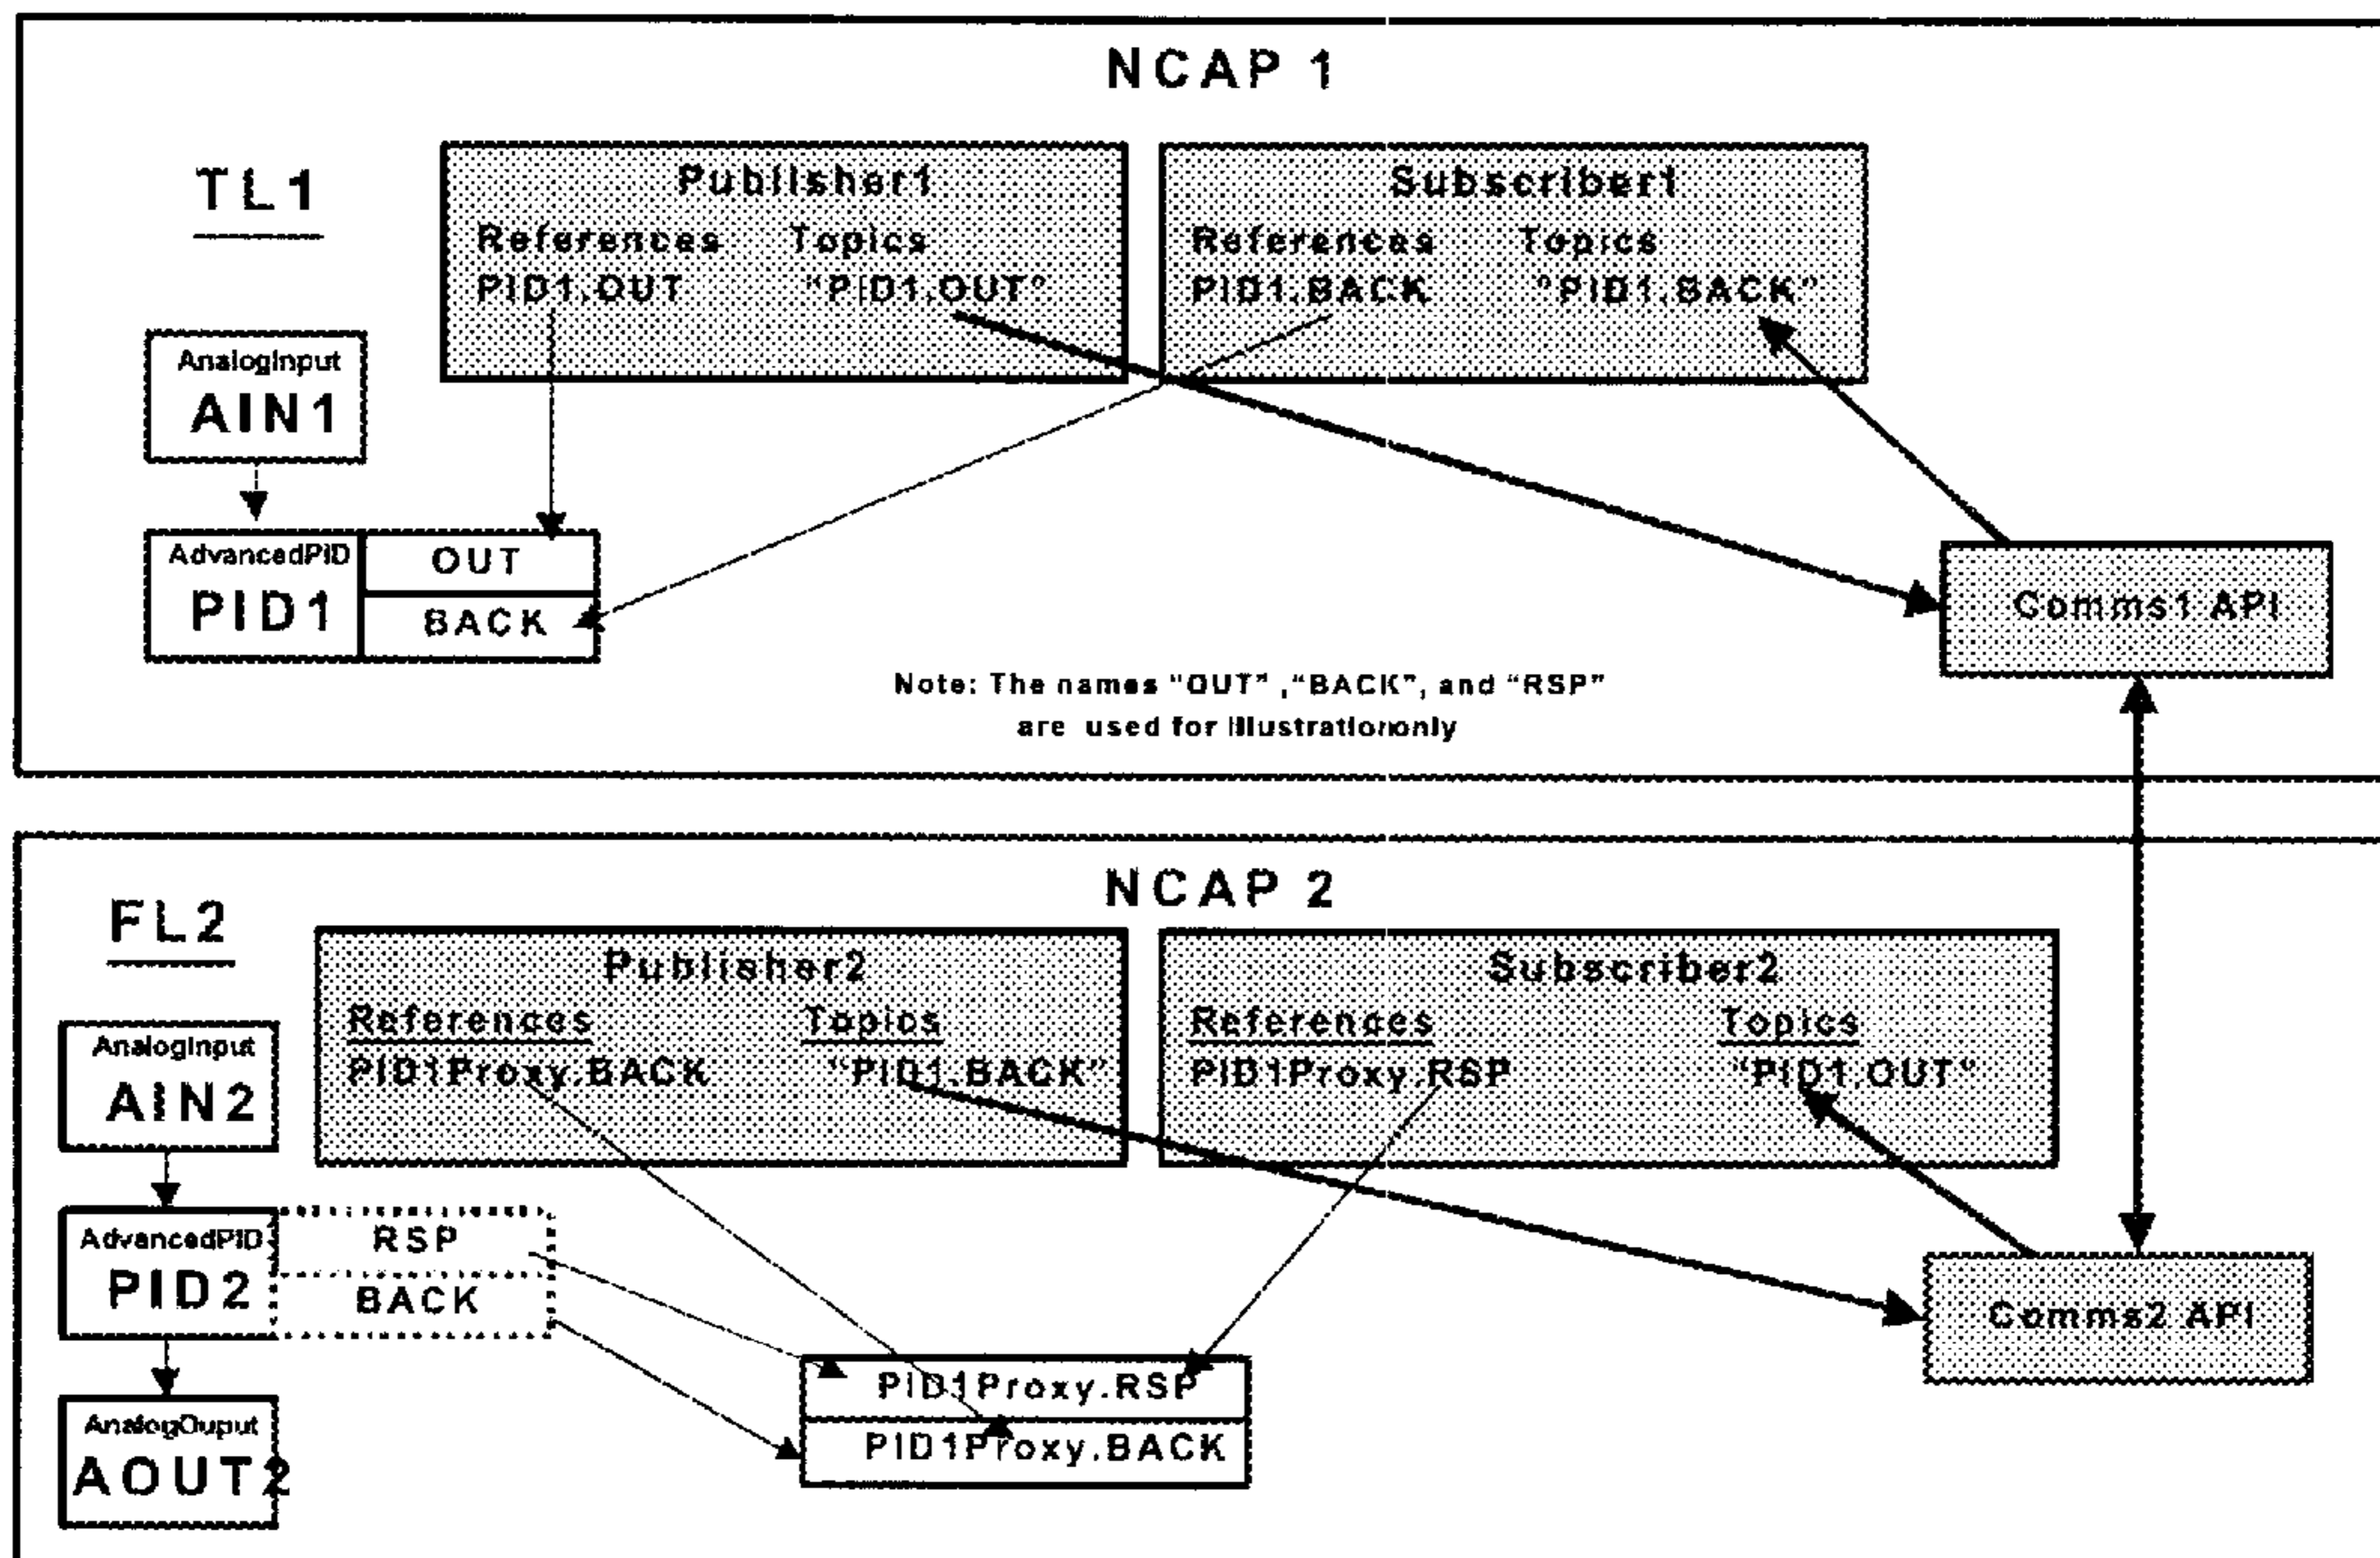 NCAP 1
TL1
Publisher1
References Topics
PID1.OUT "PID1.OUT"
Subscriber1
References Topics
PID1.BACK "PID1.BACK"
AnalogInput
AIN1
AdvancedPID
PID1
OUT
BACK
Comms1 API
Note: The names "OUT" ,"BACK", and "RSP"
are used for Illustrationonly
NCAP 2
FL2
Publisher2
References Topics
PID1Proxy.BACK "PID1.BACK"
Subscriber2
References Topics
PID1Proxy.RSP "PID1.OUT"
AnalogInput
AIN2
AdvancedPID
PID2
RSP
BACK
AnalogOuput
AOUT2
PID1Proxy.RSP
PID1Proxy.BACK
Comms2 API